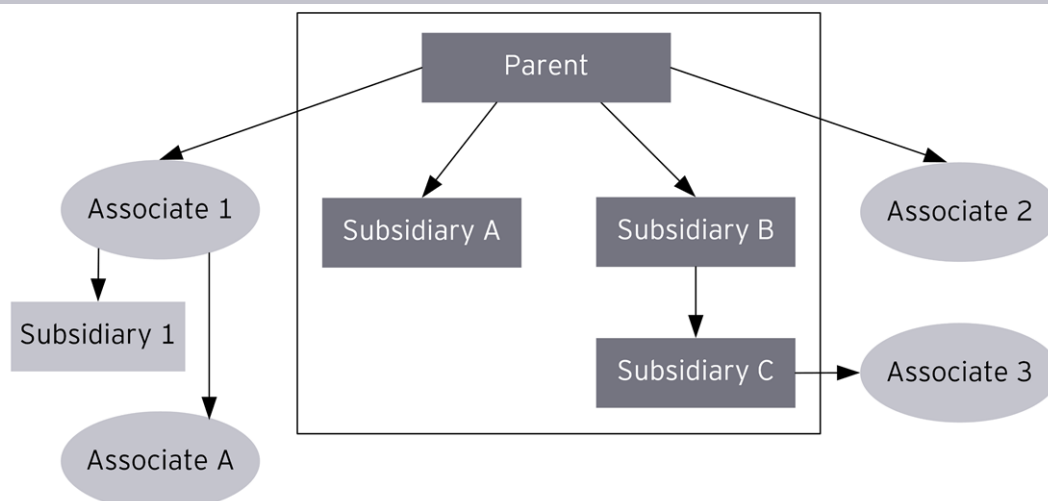 Parent
Associate 1
Subsidiary A
Subsidiary B
Associate 2
Subsidiary 1
Subsidiary C
Associate 3
Associate A